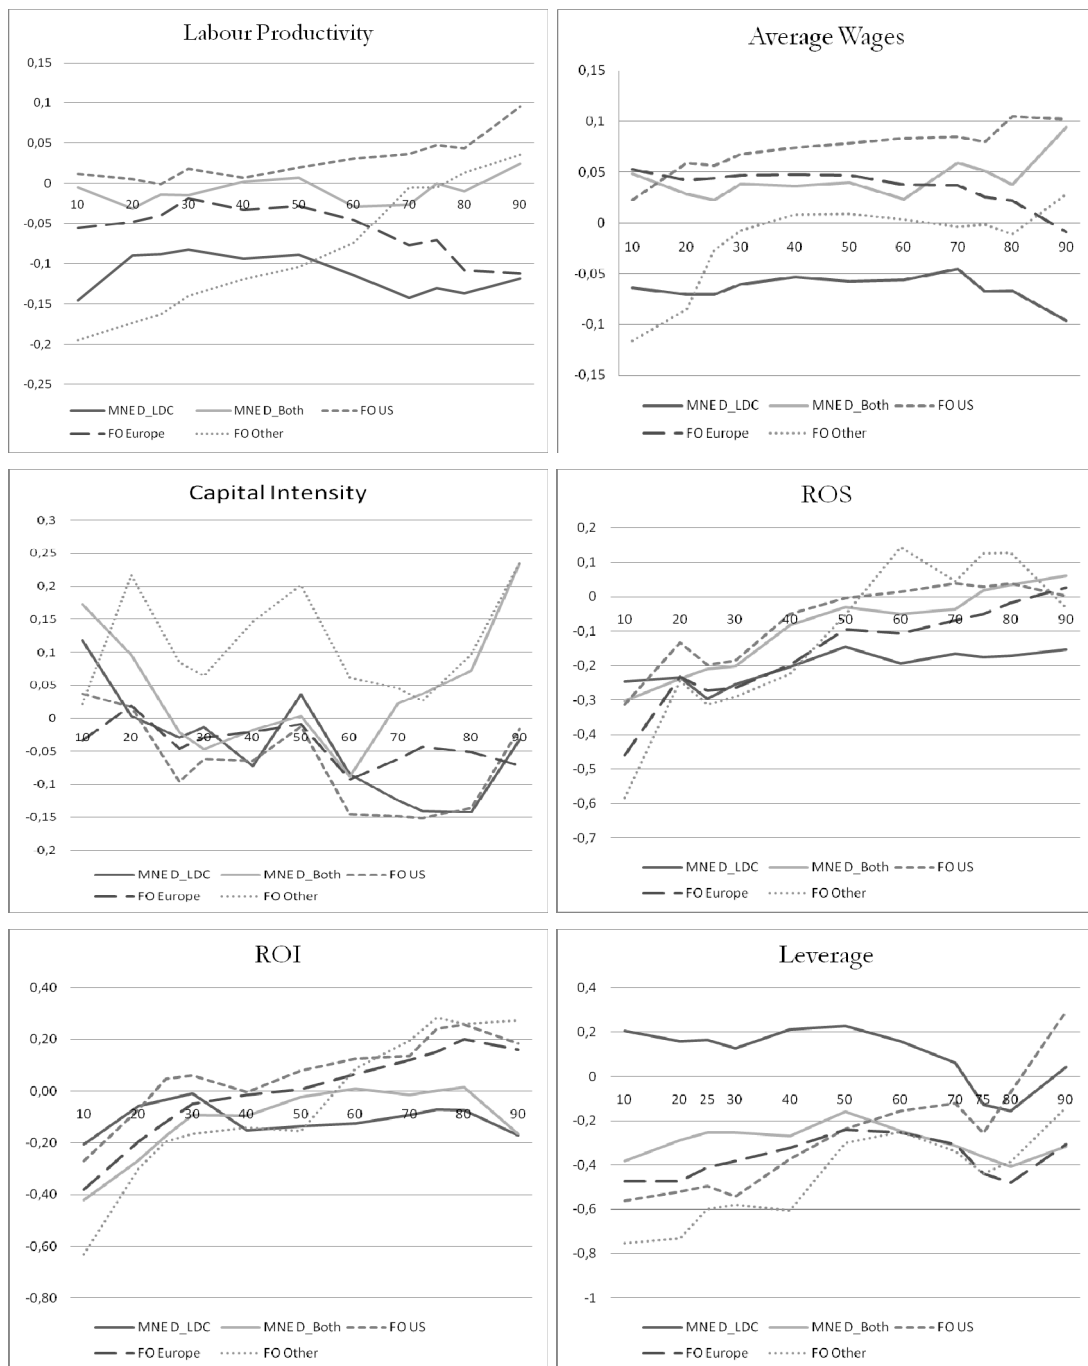 Labour Productivity
0,15
0,1
0,05
0
-0,05
-0,1
-0,15
-0,2
-0,25
10 20 30 40 50 60 70 80 90
MNE D_LDC MNE D_Both FO US
FO Europe FO Other
Average Wages
0,15
0,1
0,05
0
-0,05
-0,1
-0,15
10 20 30 40 50 60 70 80 90
MNE D_LDC MNE D_Both FO US
FO Europe FO Other
Capital Intensity
0,3
0,25
0,2
0,15
0,1
0,05
0
-0,05
-0,1
-0,15
-0,2
10 20 30 40 50 60 70 80 90
MNE D_LDC MNE D_Both FO US
FO Europe FO Other
ROS
0,2
0,1
0
-0,1
-0,2
-0,3
-0,4
-0,5
-0,6
-0,7
10 20 30 40 50 60 70 80 90
MNE D_LDC MNE D_Both FO US
FO Europe FO Other
ROI
0,40
0,20
0,00
-0,20
-0,40
-0,60
-0,80
10 20 30 40 50 60 70 80 90
MNE D_LDC MNE D_Both FO US
FO Europe FO Other
Leverage
0,4
0,2
0
-0,2
-0,4
-0,6
-0,8
-1
10 20 25 30 40 50 60 70 75 80 90
MNE D_LDC MNE D_Both FO US
FO Europe FO Other